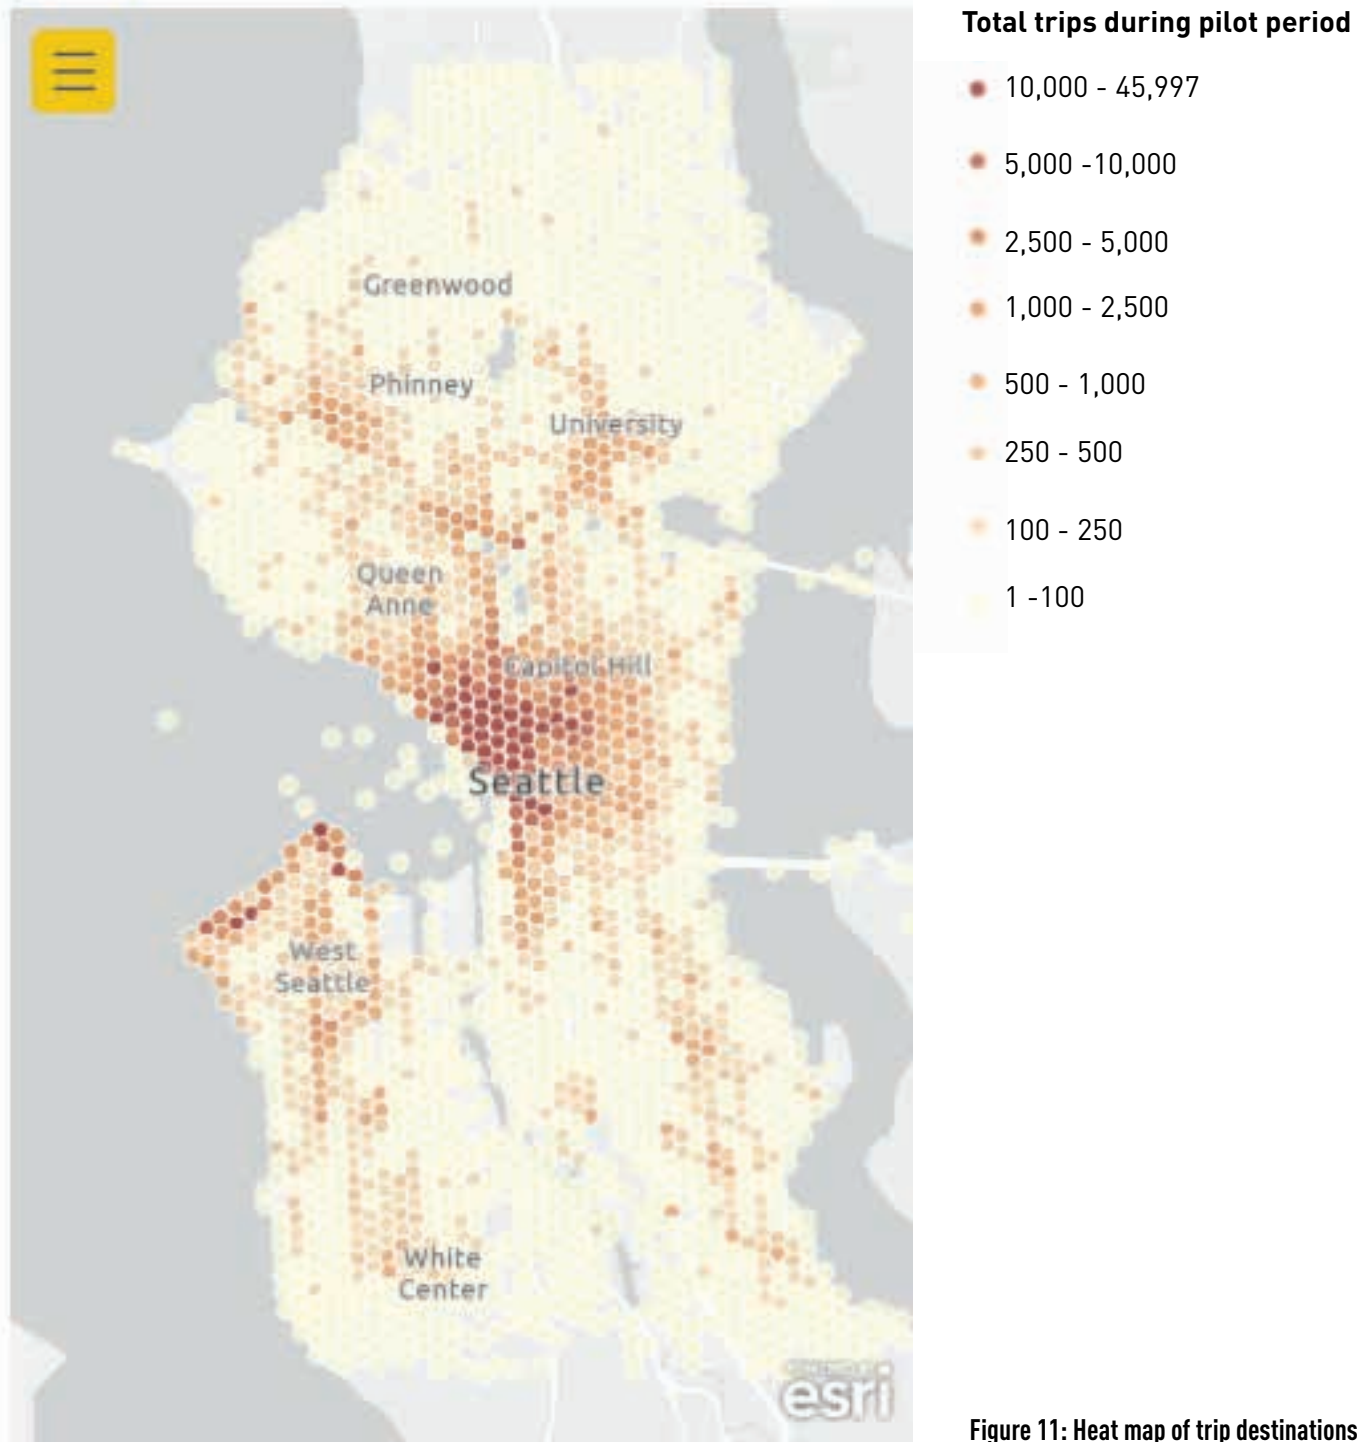 Total trips during pilot period
10,000 - 45,997
5,000 -10,000
2,500 - 5,000
1,000 - 2,500
500 - 1,000
250 - 500
100 - 250
1 -100
Greenwood
Phinney
University
Queen
Anne
Capitol Hill
Seattle
West
Seattle
White
Center
esri
Figure 11: Heat map of trip destinations